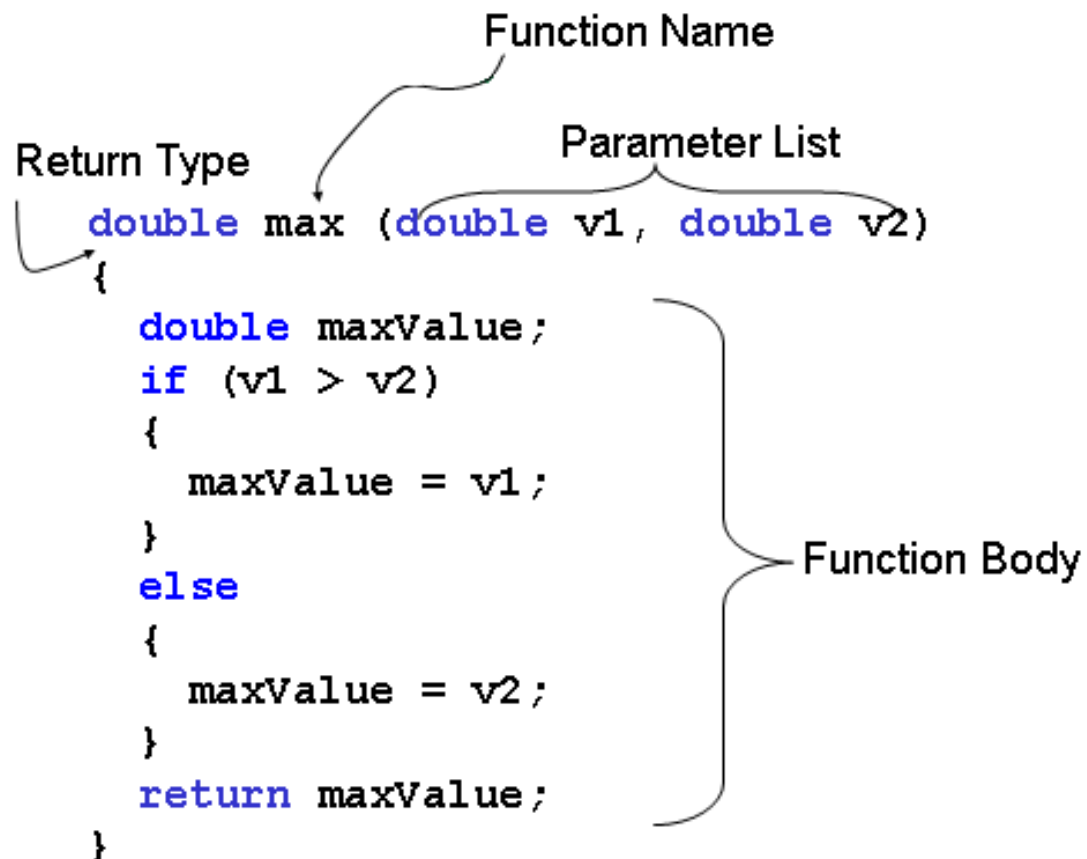 Function Name
Parameter List
Return Type
double max (double v1, double v2)
{
double maxValue;
if (v1 > v2)
{
maxValue = v1;
}
else
{
maxValue = v2;
}
return maxValue;
}
Function Body